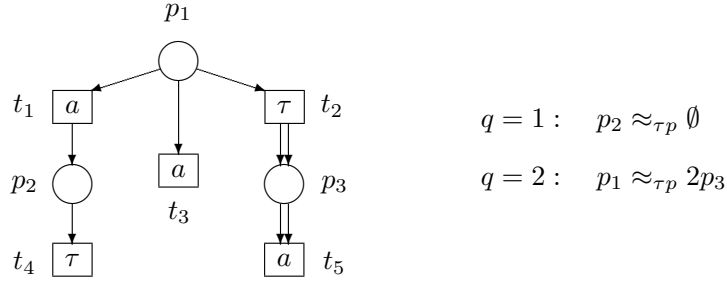 p₁
t₁ a τ t₂
q = 1 : p₂ ≈τp ∅
p₂ a p₃
q = 2 : p₁ ≈τp 2p₃
t₃
t₄ τ a t₅